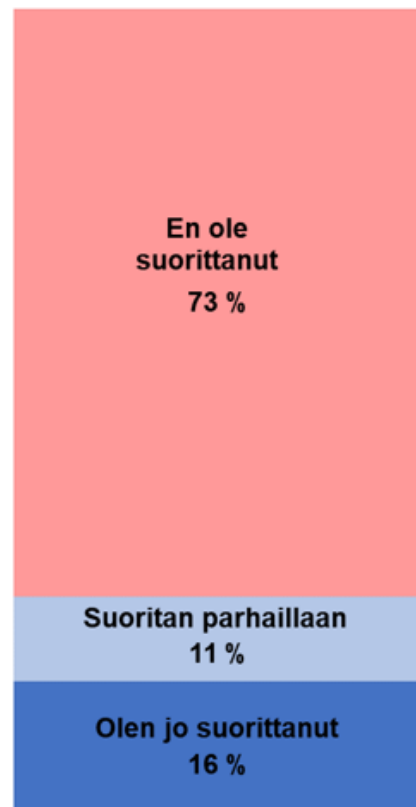 En ole
suorittanut
73 %
Suoritan parhaillaan
11 %
Olen jo suorittanut
16 %